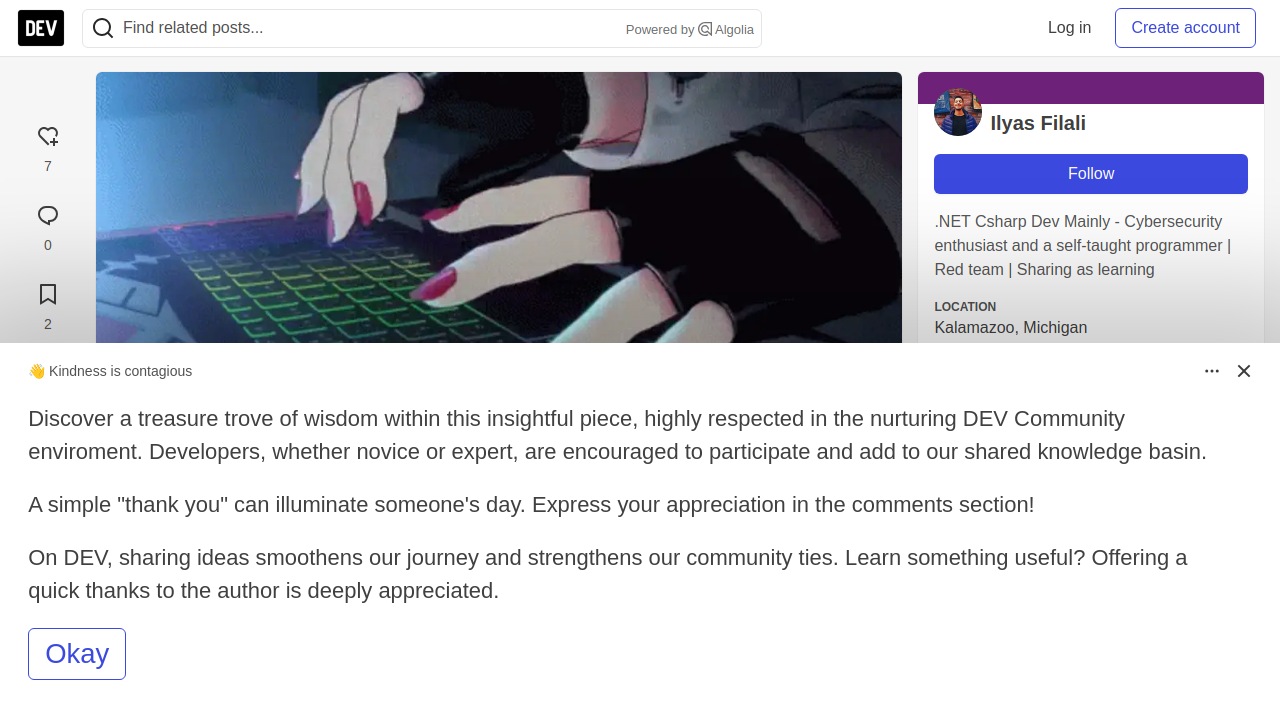 DEV
Find related posts...
Powered by Algolia
Log in
Create account
7
0
2
Ilyas Filali
Follow
.NET Csharp Dev Mainly - Cybersecurity
enthusiast and a self-taught programmer |
Red team | Sharing as learning
LOCATION
Kalamazoo, Michigan
👋 Kindness is contagious
Discover a treasure trove of wisdom within this insightful piece, highly respected in the nurturing DEV Community
enviroment. Developers, whether novice or expert, are encouraged to participate and add to our shared knowledge basin.
A simple "thank you" can illuminate someone's day. Express your appreciation in the comments section!
On DEV, sharing ideas smoothens our journey and strengthens our community ties. Learn something useful? Offering a
quick thanks to the author is deeply appreciated.
Okay